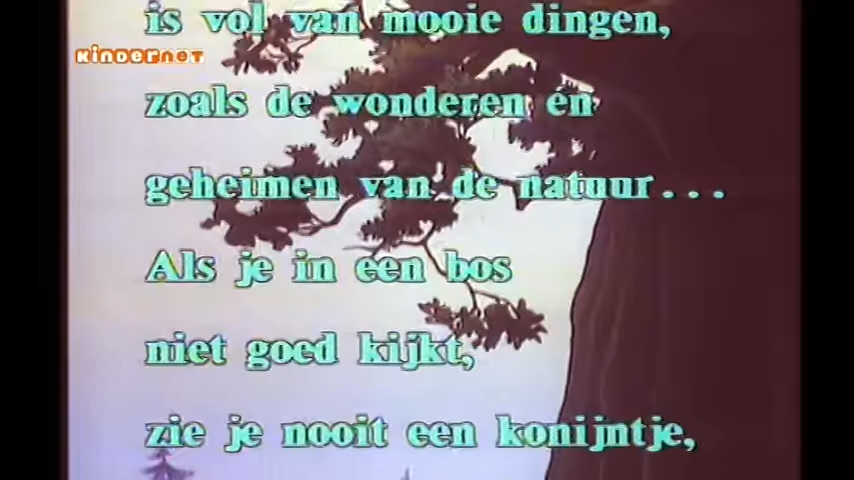 is vol van mooie dingen,
KINDERNET
zoals de wonderen en
geheimen van de natuur...
Als je in een bos
niet goed kijkt,
zie je nooit een konijntje,